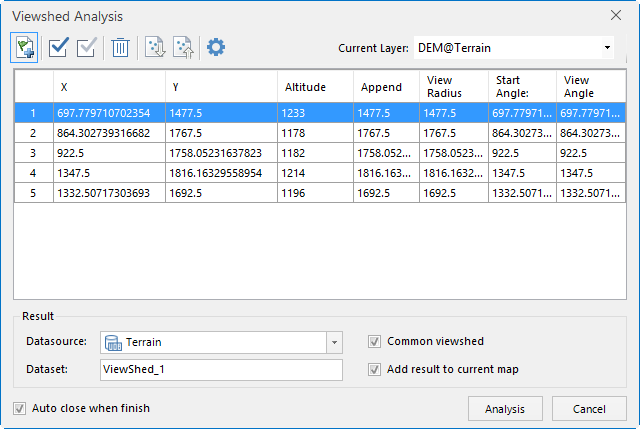 Viewshed Analysis
Current Layer: DEM@Terrain
X Y Altitude Append View Radius Start Angle: View Angle
1 697.779710702354 1477.5 1233 1477.5 1477.5 697.77971... 697.77971...
2 864.302739316682 1767.5 1178 1767.5 1767.5 864.30273... 864.30273...
3 922.5 1758.05231637823 1182 1758.052... 1758.0523... 922.5 922.5
4 1347.5 1816.16329558954 1214 1816.163... 1816.1632... 1347.5 1347.5
5 1332.50717303693 1692.5 1196 1692.5 1692.5 1332.5071... 1332.5071...
Result
Datasource: Terrain Common viewshed
Dataset: ViewShed_1 Add result to current map
Auto close when finish Analysis Cancel